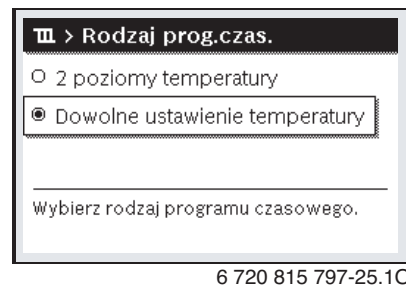 > Rodzaj prog.czas.
2 poziomy temperatury
Dowolne ustawienie temperatury
Wybierz rodzaj programu czasowego.
6 720 815 797-25.1O